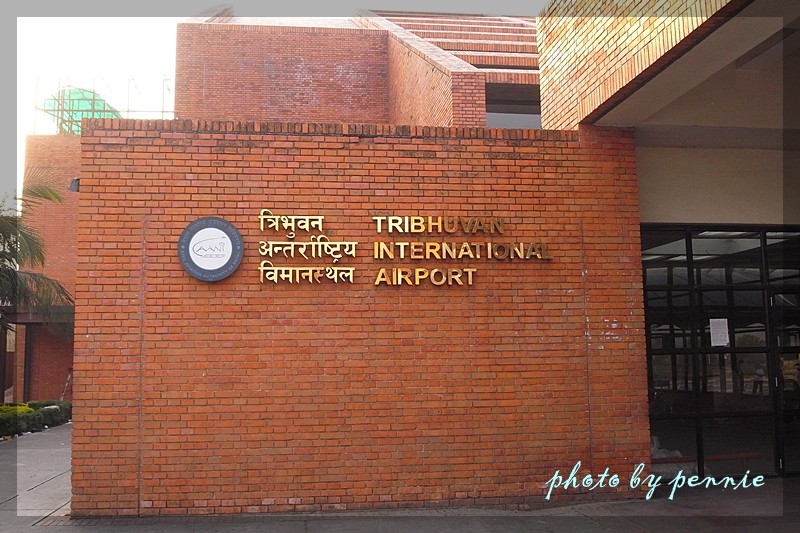 त्रिभुवन
अन्तर्राष्ट्रिय
विमानस्थल
TRIBHUVAN
INTERNATIONAL
AIRPORT
photo by pennie